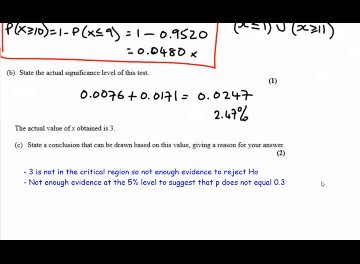 P(x≥10)=1-P(x≤9) = 1-0.9520
= 0.0480 x
(x≤1) ∪ (x≥11)
(b) State the actual significance level of this test.
(1)
0.0076+0.0171 = 0.0247
2.47%
The actual value of x obtained is 3.
(c) State a conclusion that can be drawn based on this value, giving a reason for your answer.
(2)
- 3 is not in the critical region so not enough evidence to reject Ho
- Not enough evidence at the 5% level to suggest that p does not equal 0.3